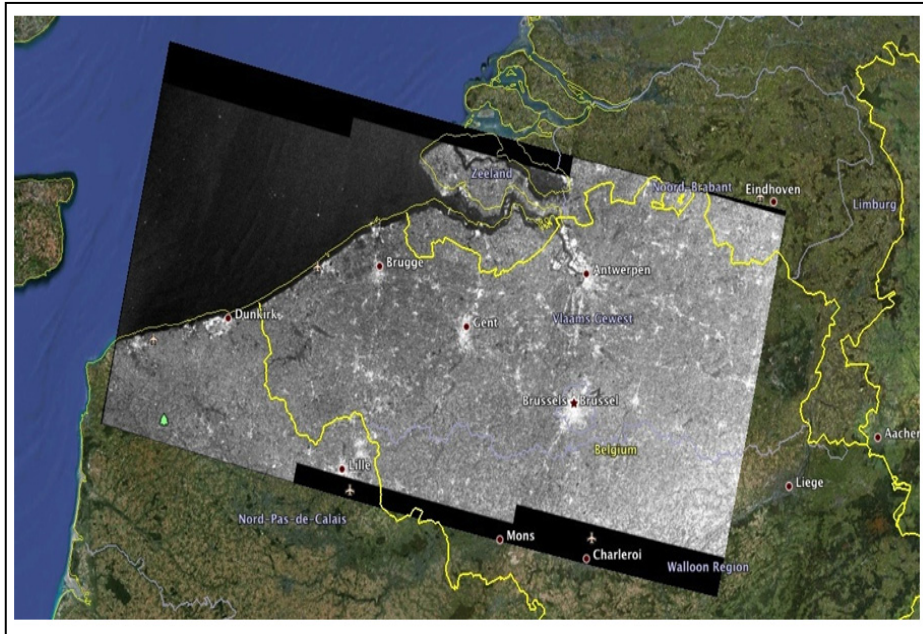 Zeeland
Noord-Brabant
Eindhoven
Limburg
Brugge
Antwerpen
Dunkirk
Gent
Vlaams Gewest
Brussels Brussel
Belgium
Aachen
Lille
Liege
Nord-Pas-de-Calais
Mons
Charleroi
Walloon Region